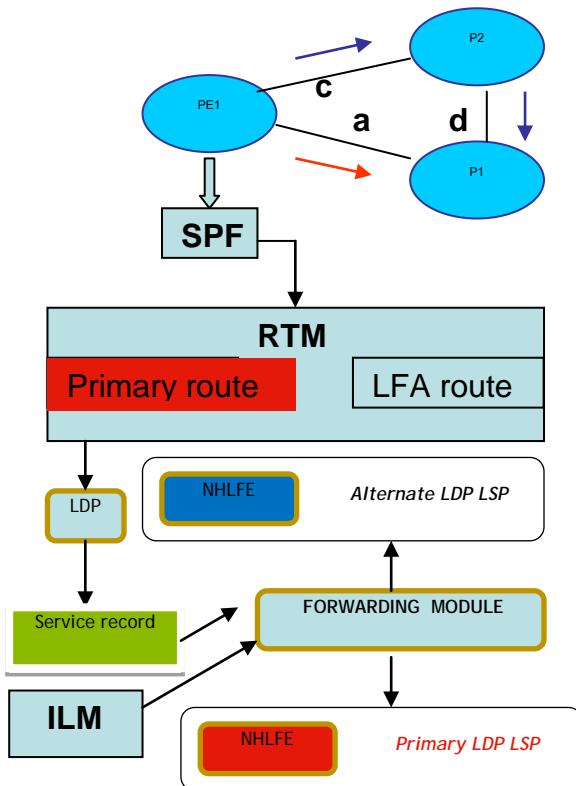 P2
PE1
c
a
d
P1
SPF
RTM
Primary route
LFA route
NHLFE
Alternate LDP LSP
LDP
Service record
FORWARDING MODULE
ILM
NHLFE
Primary LDP LSP